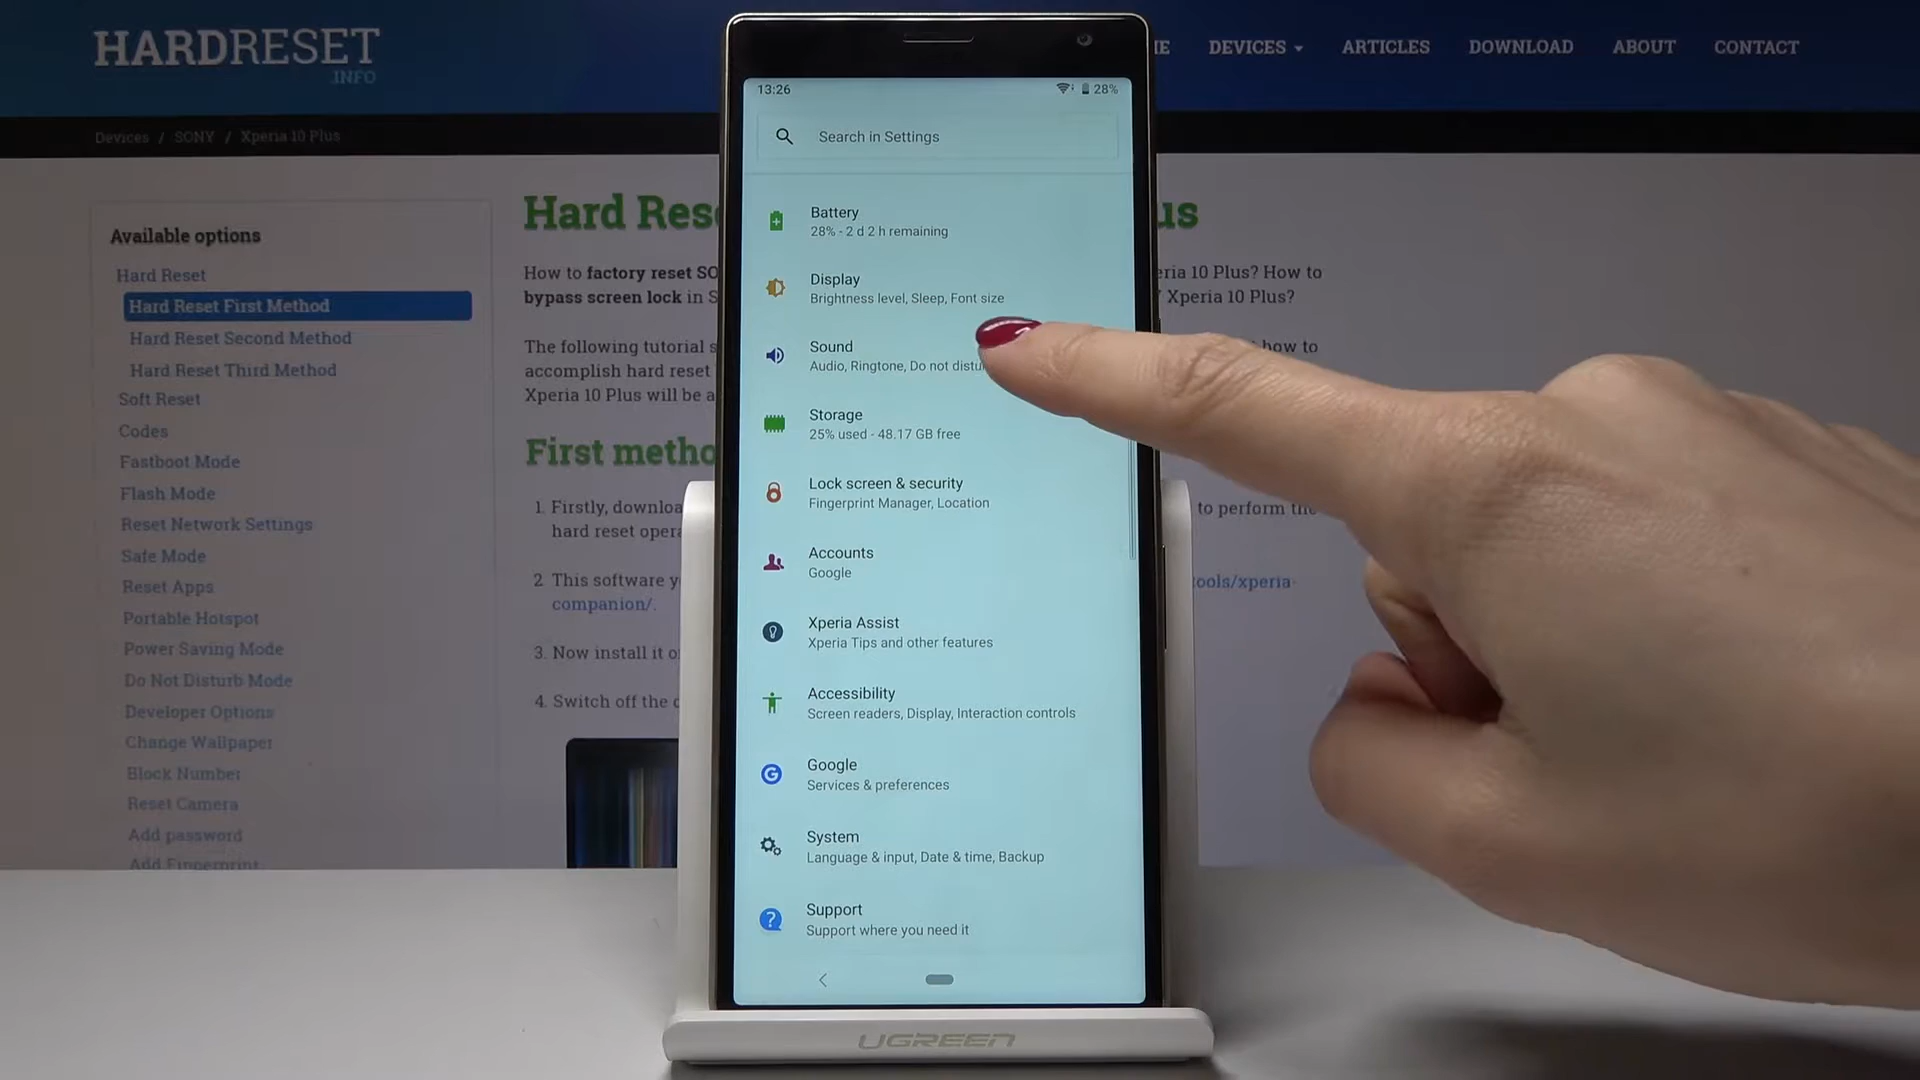 HARDRESET
.INFO
DEVICES
ARTICLES
DOWNLOAD
ABOUT
CONTACT
Devices / SONY / Xperia 10 Plus
Available options
Hard Reset
Hard Reset First Method
Hard Reset Second Method
Hard Reset Third Method
Soft Reset
Codes
Fastboot Mode
Flash Mode
Reset Network Settings
Safe Mode
Reset Apps
Portable Hotspot
Power Saving Mode
Do Not Disturb Mode
Developer Options
Change Wallpaper
Block Number
Reset Camera
Add password
Add Fingerprint
Hard Res
us
How to factory reset SO
eria 10 Plus? How to
bypass screen lock in S
Xperia 10 Plus?
The following tutorial s
how to
accomplish hard reset
Xperia 10 Plus will be a
First metho
1. Firstly, downloa
to perform the
hard reset opera
2 This software y
tools/xperia-
companion/.
3. Now install it o
4. Switch off the d
13:26
28%
Search in Settings
Battery
28% - 2 d 2 h remaining
Display
Brightness level, Sleep, Font size
Sound
Audio, Ringtone, Do not distu
Storage
25% used - 48.17 GB free
Lock screen & security
Fingerprint Manager, Location
Accounts
Google
Xperia Assist
Xperia Tips and other features
Accessibility
Screen readers, Display, Interaction controls
Google
Services & preferences
System
Language & input, Date & time, Backup
Support
Support where you need it
UGREEN